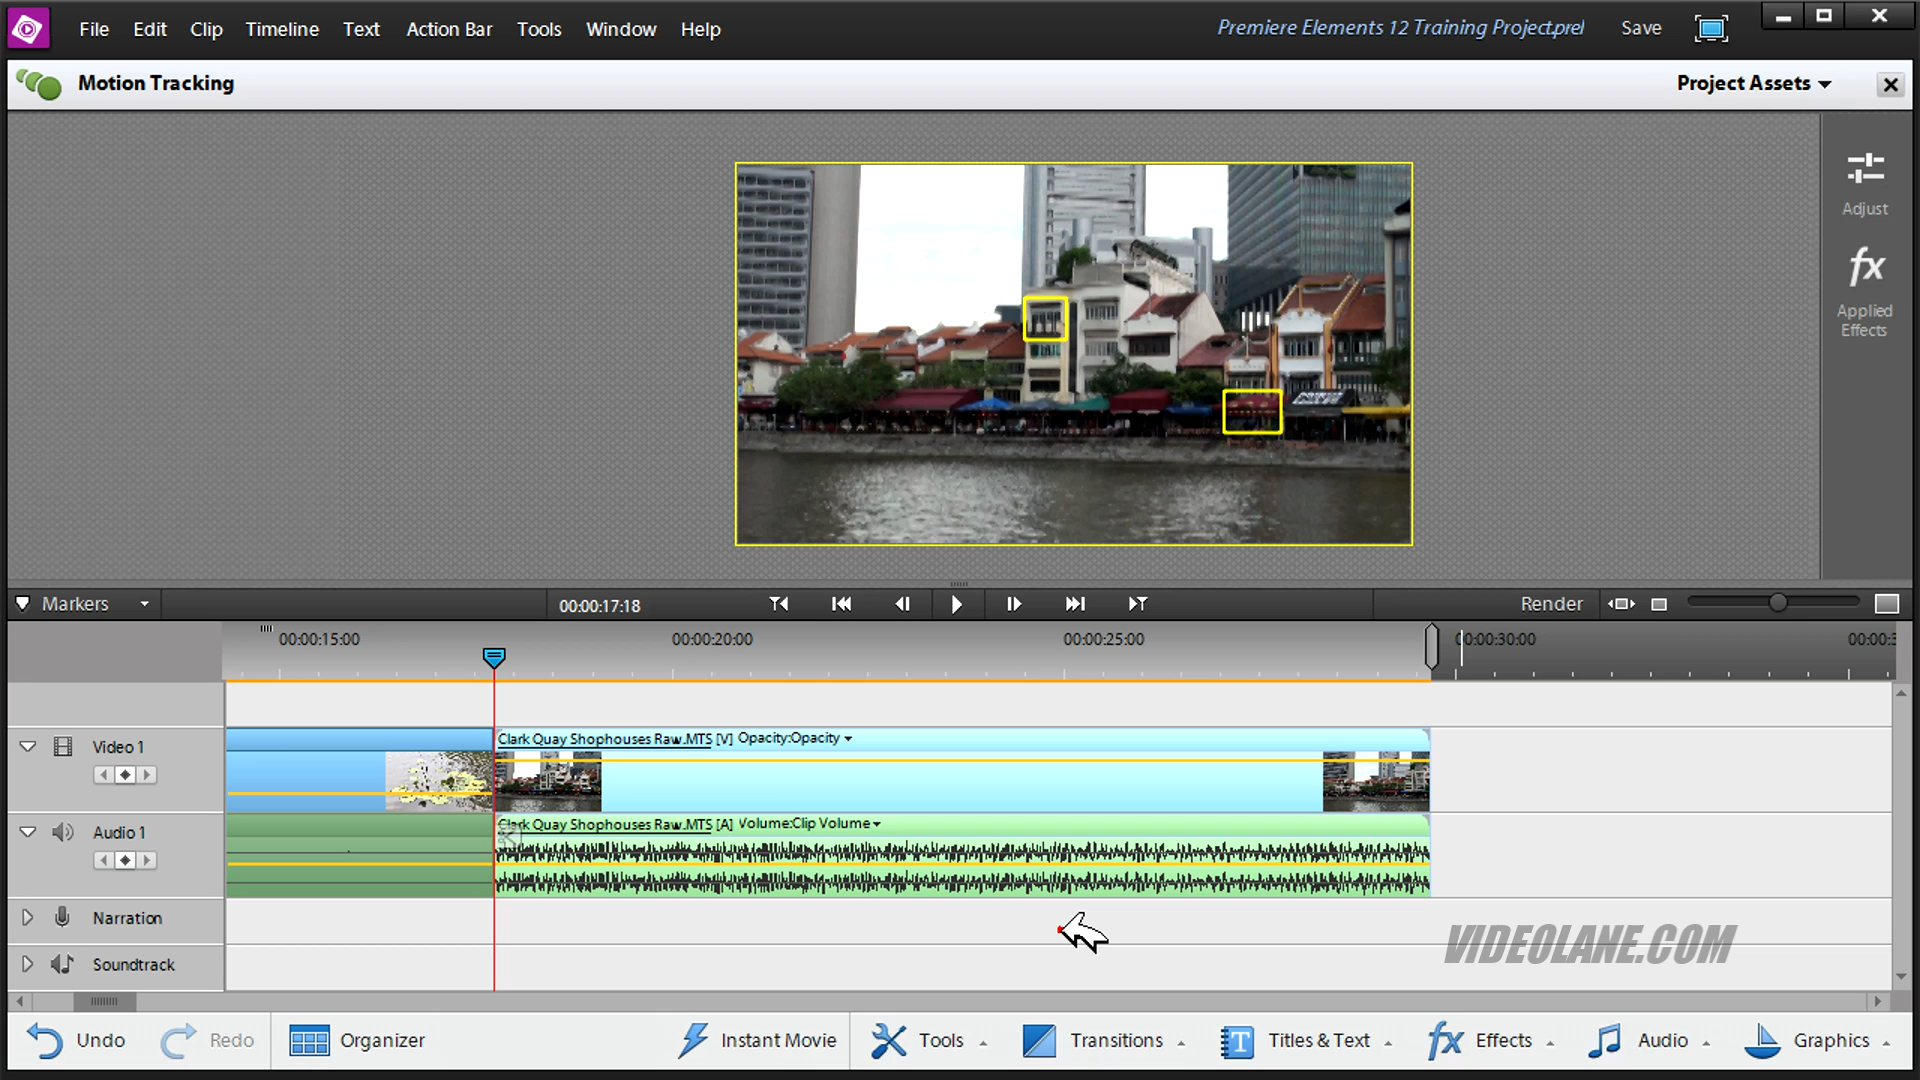 File Edit Clip Timeline Text Action Bar Tools Window Help
Premiere Elements 12 Training Project.prel Save
Motion Tracking
Project Assets
Adjust
fx
Applied
Effects
Markers
00:00:17:18
Render
00:00:15:00 00:00:20:00 00:00:25:00 00:00:30:00
Video 1
Clark Quay Shophouses Raw.MTS [V] Opacity:Opacity
Audio 1
Clark Quay Shophouses Raw.MTS [A] Volume:Clip Volume
Narration
VIDEOLANE.COM
Soundtrack
Undo Redo Organizer Instant Movie Tools Transitions T Titles & Text fx Effects Audio Graphics